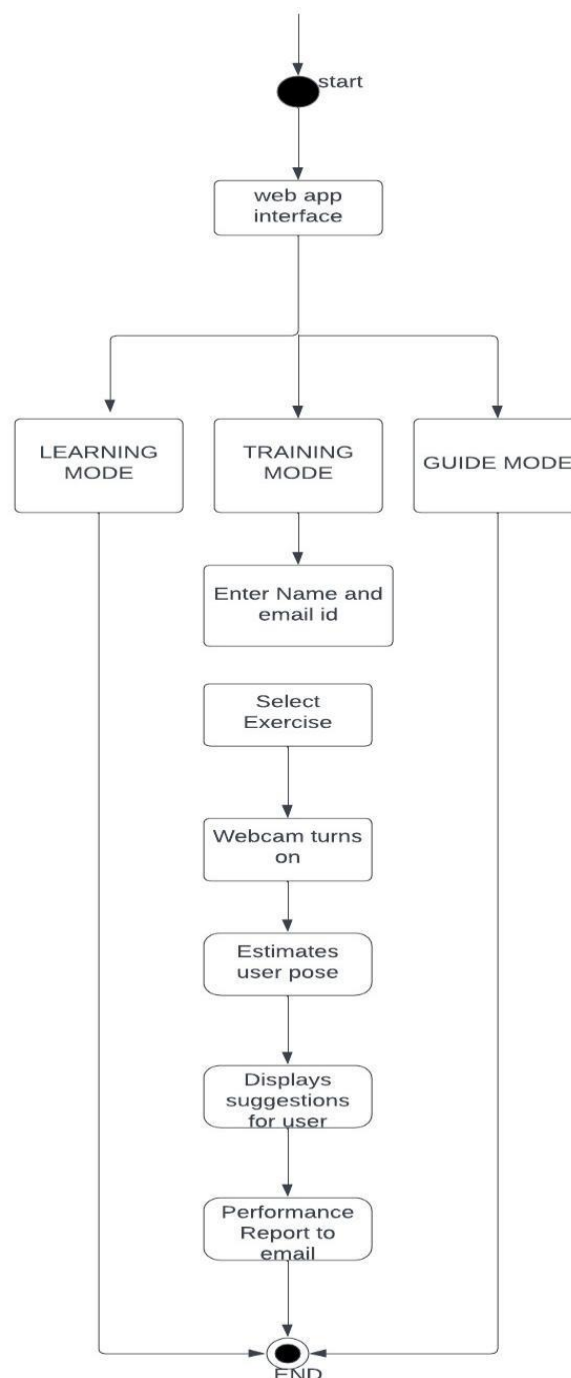 start
web app
interface
LEARNING
MODE
TRAINING
MODE
GUIDE MODE
Enter Name and
email id
Select
Exercise
Webcam turns
on
Estimates
user pose
Displays
suggestions
for user
Performance
Report to
email
END